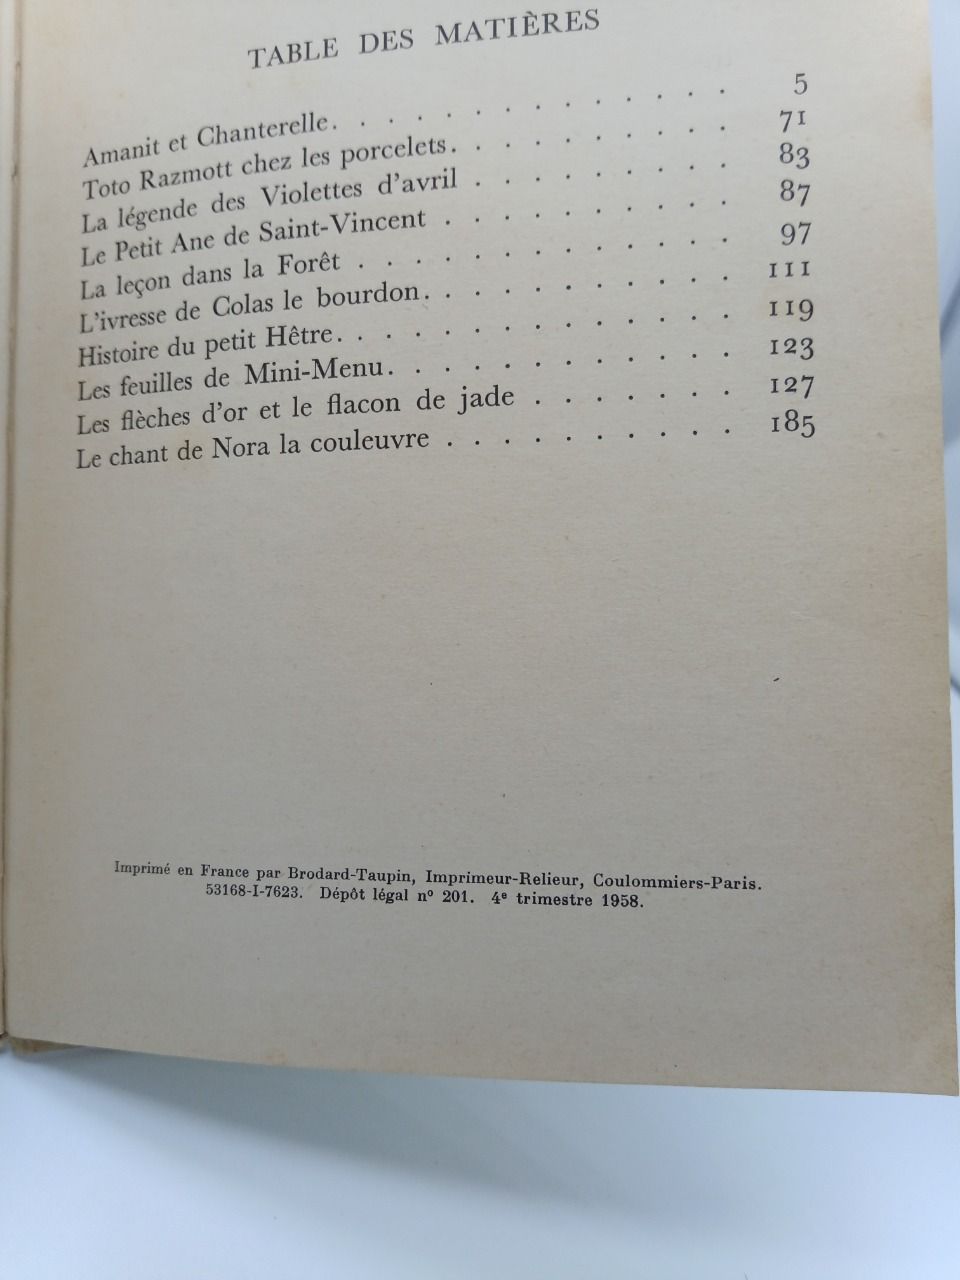 TABLE DES MATIÈRES
Amanit et Chanterelle. . . . . . . . . . . . . . 5
Toto Razmott chez les porcelets. . . . . . . . . . 71
La légende des Violettes d'avril . . . . . . . . . 83
Le Petit Ane de Saint-Vincent . . . . . . . . . . 87
La leçon dans la Forêt . . . . . . . . . . . . . 97
L'ivresse de Colas le bourdon. . . . . . . . . . . 111
Histoire du petit Hêtre. . . . . . . . . . . . . . 119
Les feuilles de Mini-Menu. . . . . . . . . . . . 123
Les flèches d'or et le flacon de jade . . . . . . . 127
Le chant de Nora la couleuvre . . . . . . . . . . 185
Imprimé en France par Brodard-Taupin, Imprimeur-Relieur, Coulommiers-Paris.
53168-I-7623. Dépôt légal nº 201. 4e trimestre 1958.